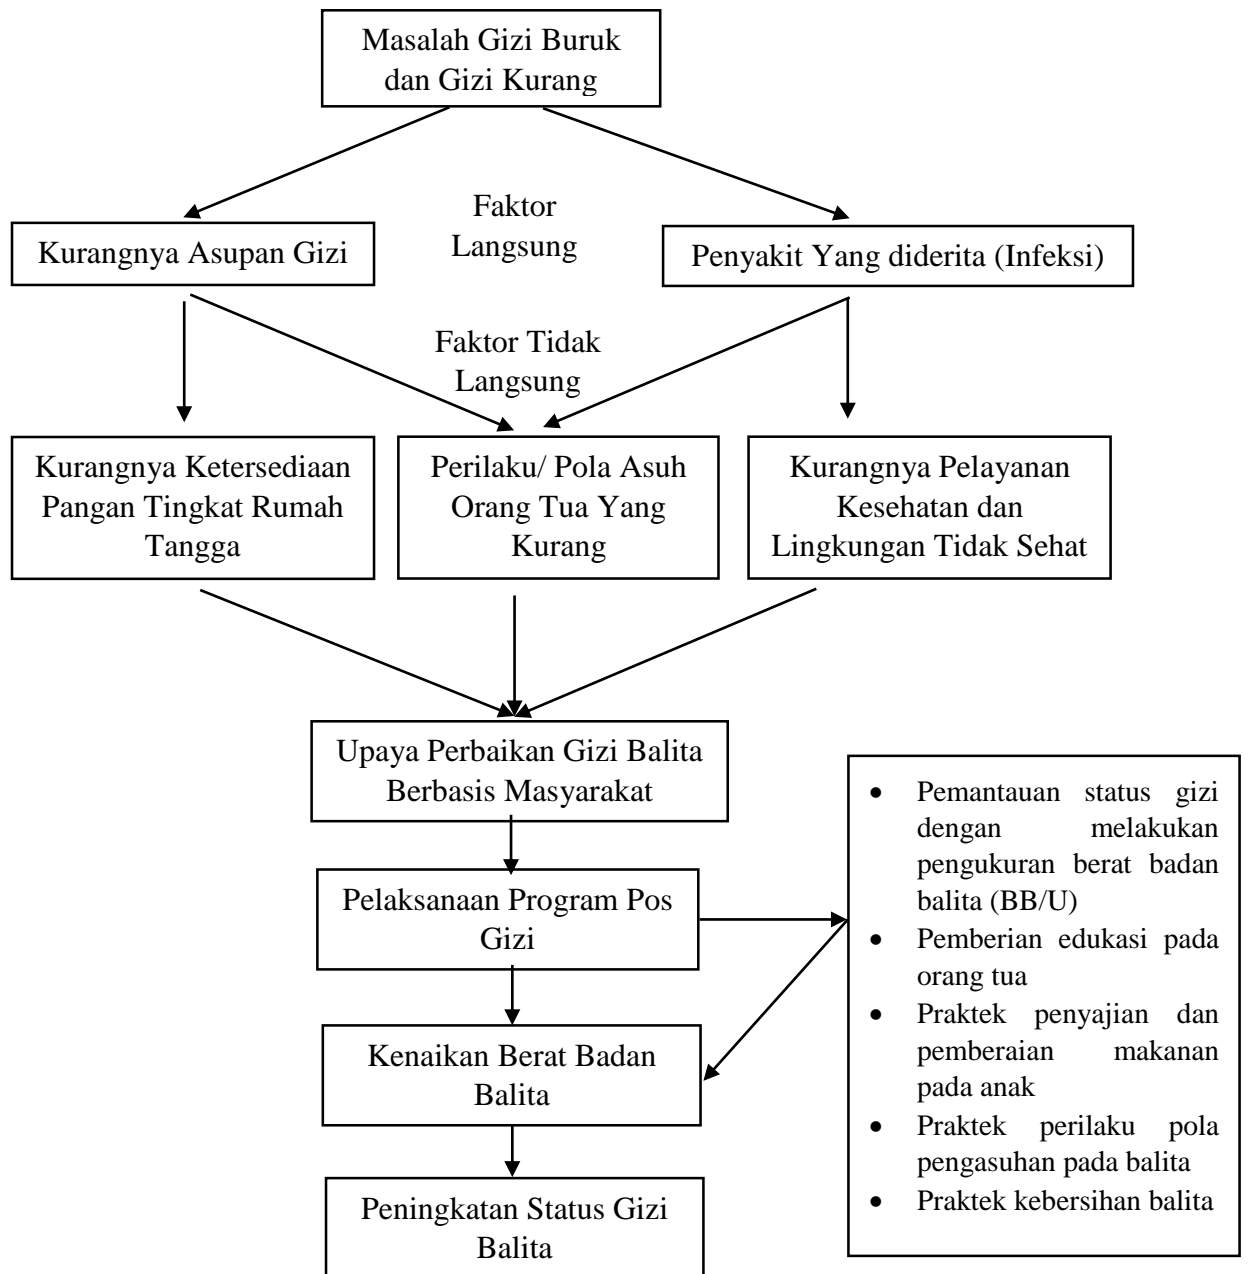 Masalah Gizi Buruk
dan Gizi Kurang
Faktor
Langsung
Kurangnya Asupan Gizi
Penyakit Yang diderita (Infeksi)
Faktor Tidak
Langsung
Kurangnya Ketersediaan
Pangan Tingkat Rumah
Tangga
Perilaku/ Pola Asuh
Orang Tua Yang
Kurang
Kurangnya Pelayanan
Kesehatan dan
Lingkungan Tidak Sehat
Upaya Perbaikan Gizi Balita
Berbasis Masyarakat
Pelaksanaan Program Pos
Gizi
Kenaikan Berat Badan
Balita
Peningkatan Status Gizi
Balita
• Pemantauan status gizi
dengan melakukan
pengukuran berat badan
balita (BB/U)
• Pemberian edukasi pada
orang tua
• Praktek penyajian dan
pemberaian makanan
pada anak
• Praktek perilaku pola
pengasuhan pada balita
• Praktek kebersihan balita